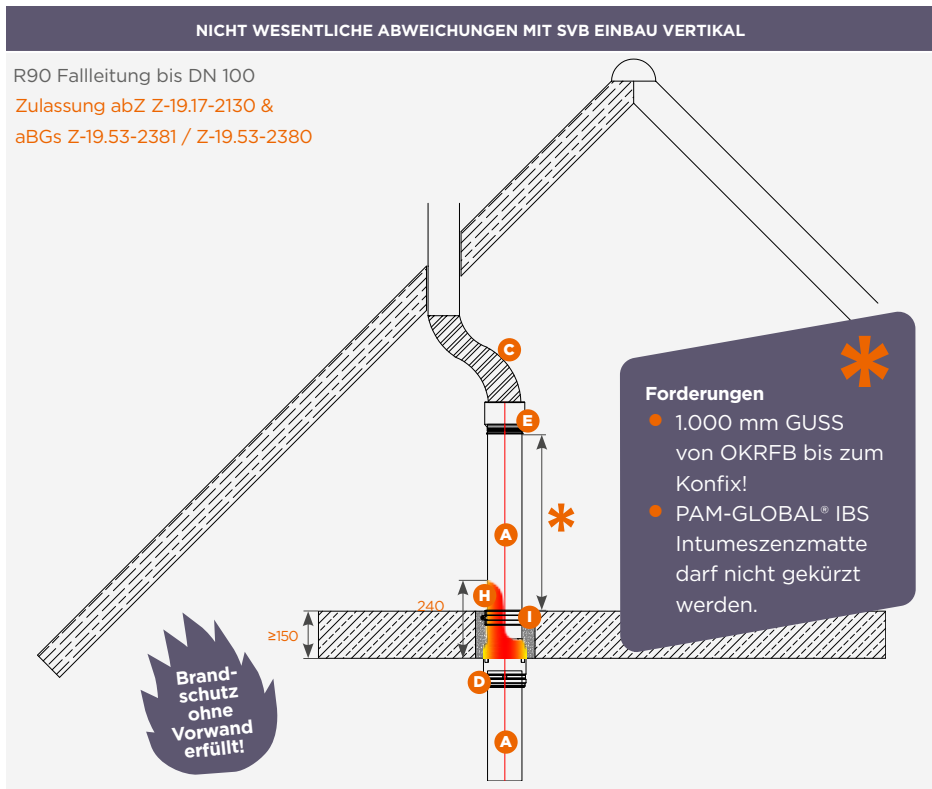 NICHT WESENTLICHE ABWEICHUNGEN MIT SVB EINBAU VERTIKAL
R90 Fallleitung bis DN 100
Zulassung abZ Z-19.17-2130 &
aBGs Z-19.53-2381 / Z-19.53-2380
C
E
*
Forderungen
1.000 mm GUSS
von OKRFB bis zum
Konfix!
PAM-GLOBAL® IBS
Intumeszenzmatte
darf nicht gekürzt
werden.
*
A
H
240
I
≥150
D
A
Brand-
schutz
ohne
Vorwand
erfüllt!